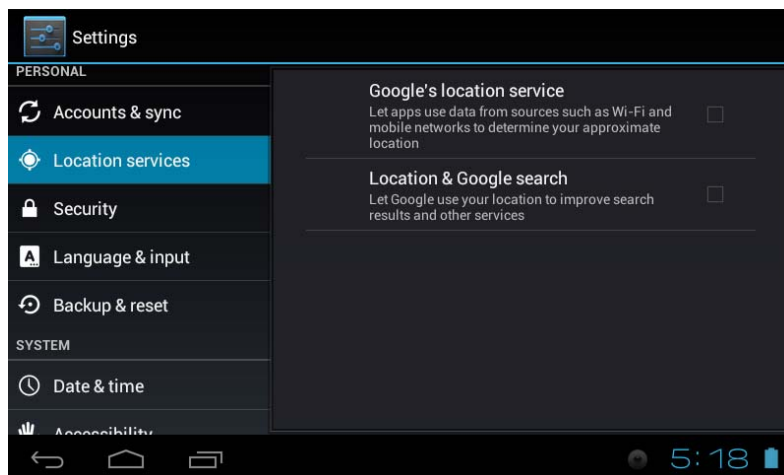 Settings
PERSONAL
Accounts & sync
Location services
Security
Language & input
Backup & reset
SYSTEM
Date & time
Accessibility
Google's location service
Let apps use data from sources such as Wi-Fi and
mobile networks to determine your approximate
location
Location & Google search
Let Google use your location to improve search
results and other services
5:18